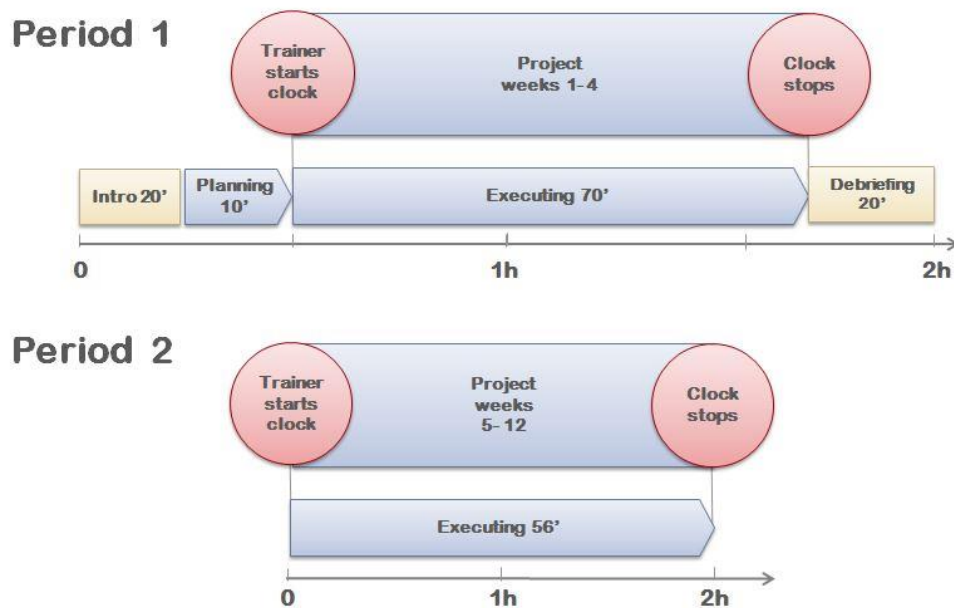 Period 1
Trainer
starts
clock
Project
weeks 1-4
Clock
stops
Intro 20'
Planning
10'
Executing 70'
Debriefing
20'
0
1h
2h
Period 2
Trainer
starts
clock
Project
weeks
5-12
Clock
stops
Executing 56'
0
1h
2h